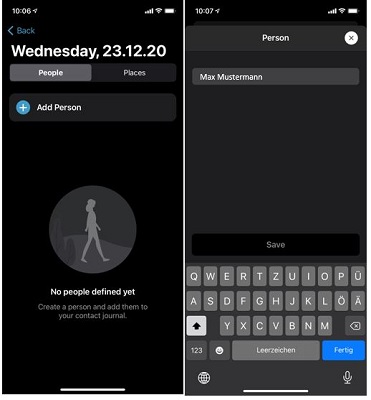 10:06
Back
Wednesday, 23.12.20
People
Places
Add Person
No people defined yet
Create a person and add them to
your contact journal.
10:07
Person
Max Mustermann
Save
Q W E R T Z U I O P Ü
A S D F G H J K L Ö Ä
Y X C V B N M
123
Leerzeichen
Fertig